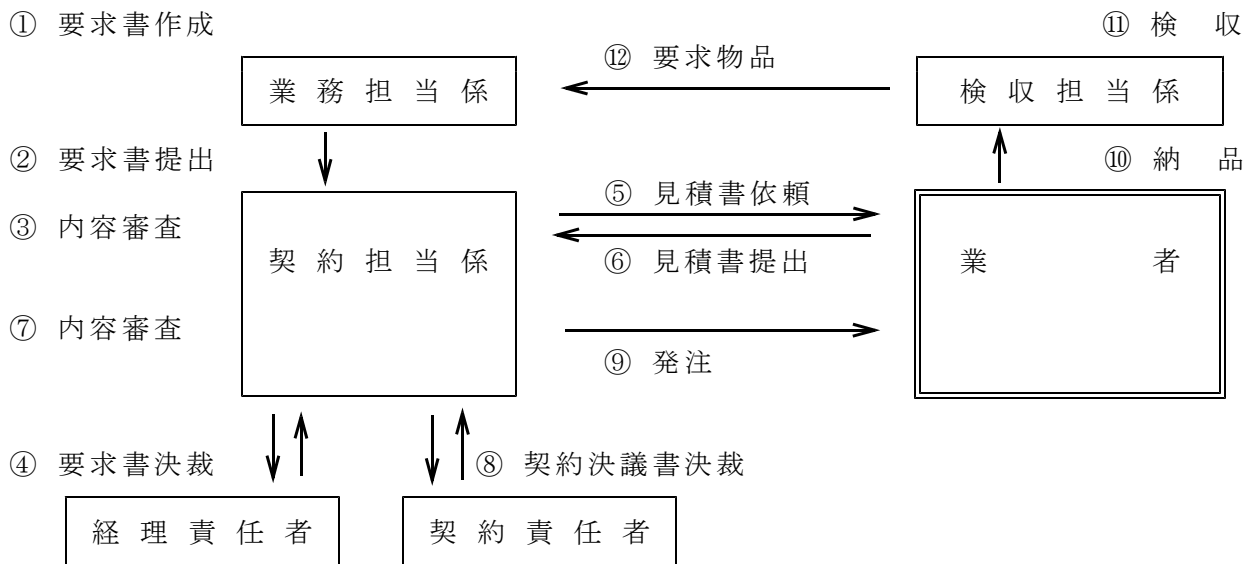 ① 要求書作成
⑪ 検 収
⑫ 要求物品
業務担当係
検収担当係
② 要求書提出
⑩ 納 品
⑤ 見積書依頼
③ 内容審査
契約担当係
⑥ 見積書提出
業 者
⑦ 内容審査
⑨ 発注
④ 要求書決裁
⑧ 契約決議書決裁
経理責任者
契約責任者